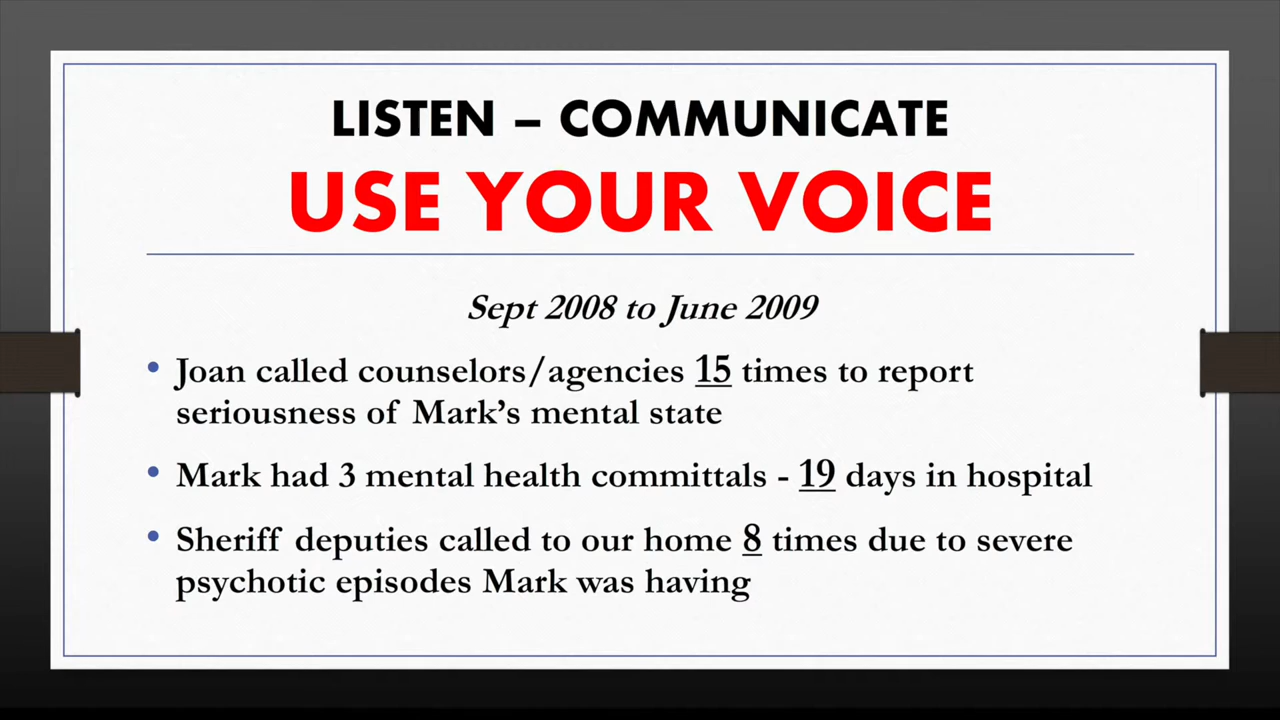 LISTEN – COMMUNICATE
USE YOUR VOICE
Sept 2008 to June 2009
• Joan called counselors/agencies 15 times to report
seriousness of Mark’s mental state
• Mark had 3 mental health committals - 19 days in hospital
• Sheriff deputies called to our home 8 times due to severe
psychotic episodes Mark was having